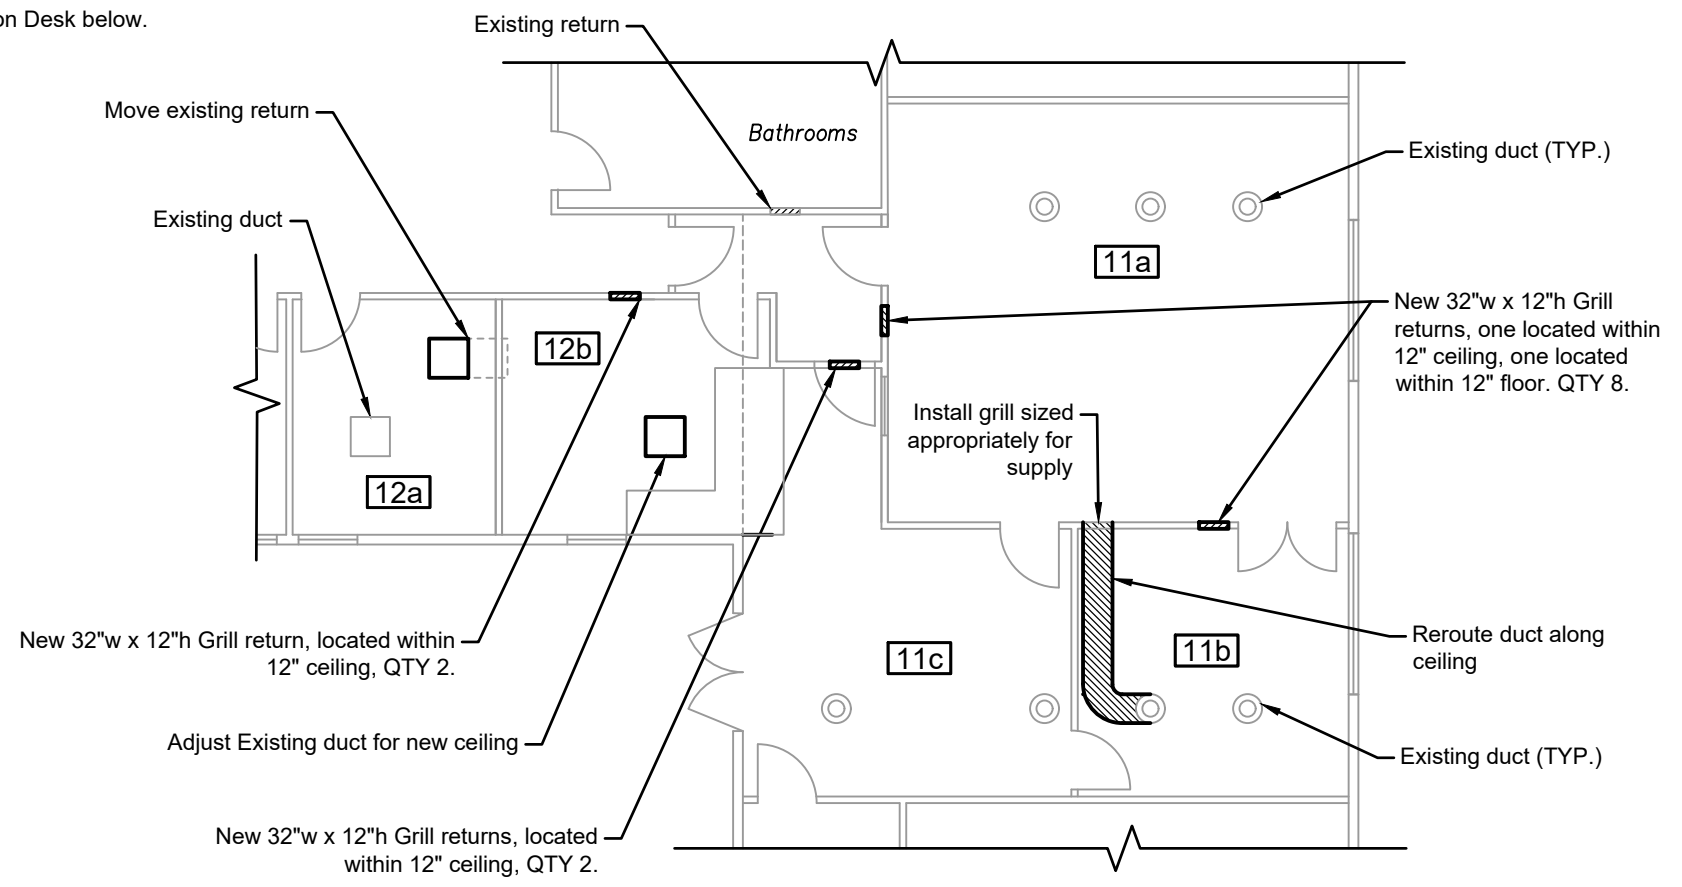 on Desk below.
Existing return
Move existing return
Bathrooms
Existing duct (TYP.)
Existing duct
11a
New 32"w x 12"h Grill
returns, one located within
12" ceiling, one located
within 12" floor. QTY 8.
12b
Install grill sized
appropriately for
supply
12a
New 32"w x 12"h Grill return, located within
12" ceiling, QTY 2.
11c
11b
Reroute duct along
ceiling
Adjust Existing duct for new ceiling
Existing duct (TYP.)
New 32"w x 12"h Grill returns, located
within 12" ceiling, QTY 2.